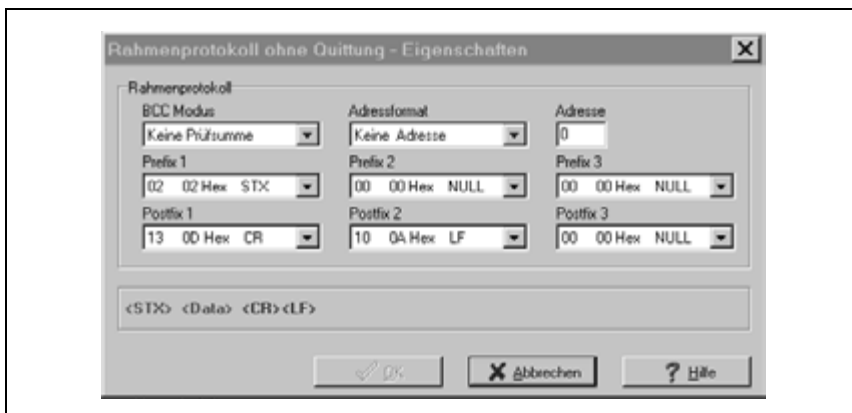 Rahmenprotokoll ohne Quittung - Eigenschaften
Rahmenprotokoll
BCC Modus Adressformat Adresse
Keine Prüfsumme Keine Adresse 0
Prefix 1 Prefix 2 Prefix 3
02 02 Hex STX 00 00 Hex NULL 00 00 Hex NULL
Postfix 1 Postfix 2 Postfix 3
13 0D Hex CR 10 0A Hex LF 00 00 Hex NULL
<STX> <Data> <CR><LF>
OK Abbrechen ? Hilfe